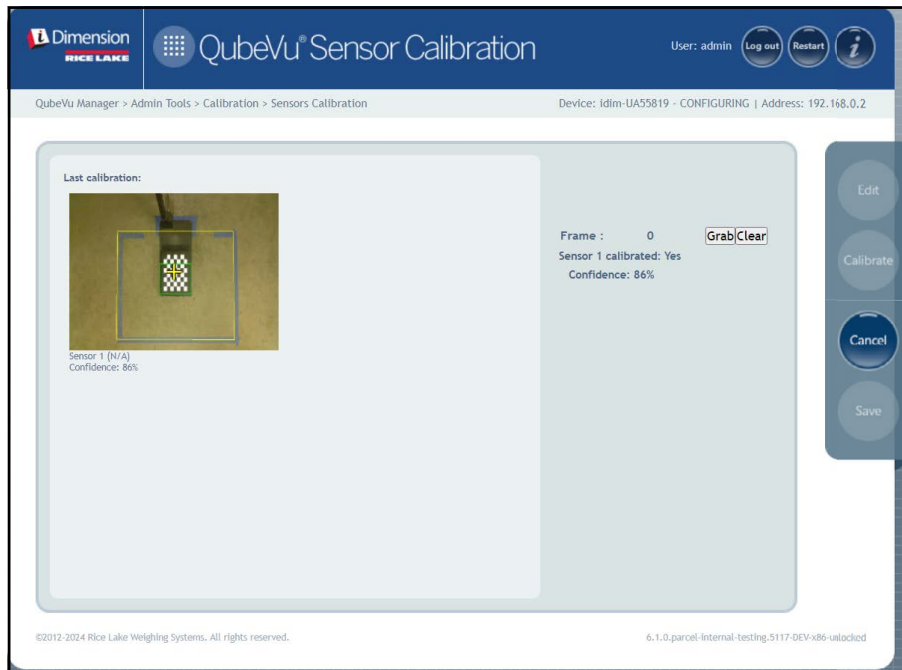 iDimension
RICE LAKE
QubeVu® Sensor Calibration
User: admin
Log out
Restart
i
QubeVu Manager > Admin Tools > Calibration > Sensors Calibration
Device: idim-UA55819 - CONFIGURING | Address: 192.168.0.2
Last calibration:
Sensor 1 (N/A)
Confidence: 86%
Frame : 0
Grab Clear
Sensor 1 calibrated: Yes
Confidence: 86%
Edit
Calibrate
Cancel
Save
©2012-2024 Rice Lake Weighing Systems. All rights reserved.
6.1.0.parcel-internal-testing.5117-DEV-x86-unlocked